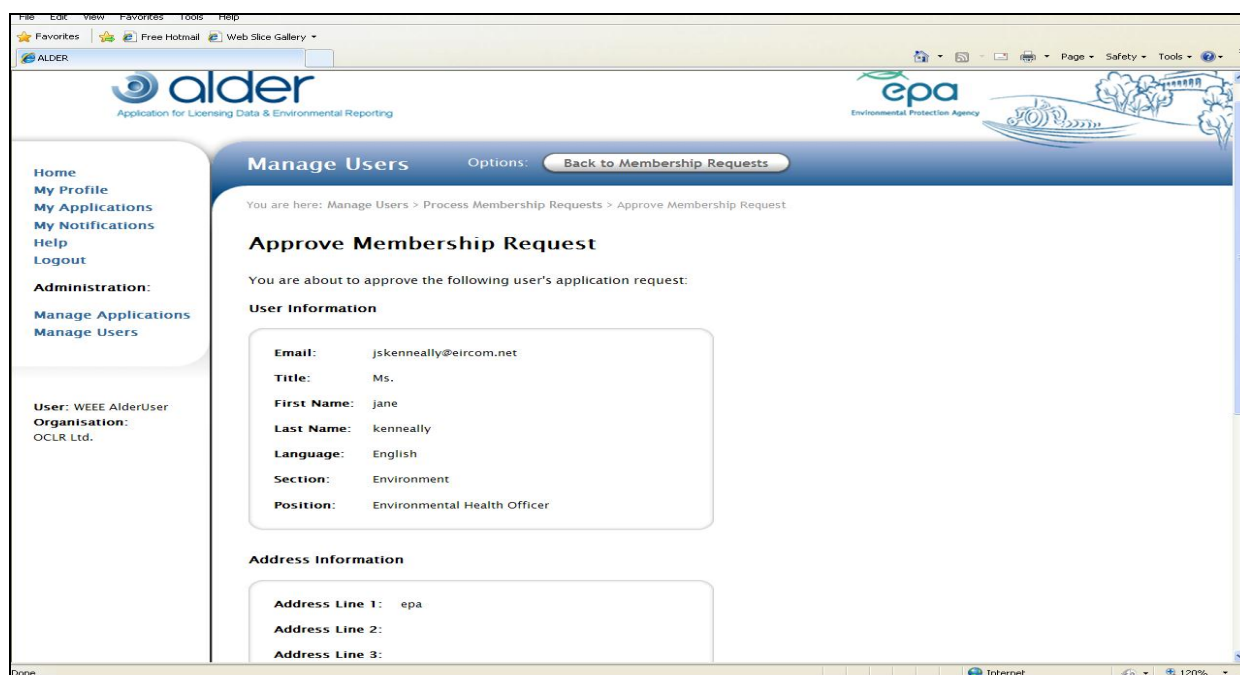 File Edit View Favorites Tools Help
Favorites Free Hotmail Web Slice Gallery
ALDER Page Safety Tools
alder
Application for Licensing Data & Environmental Reporting
epa
Environmental Protection Agency
Manage Users Options: Back to Membership Requests
Home
My Profile
My Applications
My Notifications
Help
Logout
Administration:
Manage Applications
Manage Users
User: WEEE AlderUser
Organisation:
OCLR Ltd.
You are here: Manage Users > Process Membership Requests > Approve Membership Request
Approve Membership Request
You are about to approve the following user's application request:
User Information
Email: jskenneally@eircom.net
Title: Ms.
First Name: jane
Last Name: kenneally
Language: English
Section: Environment
Position: Environmental Health Officer
Address Information
Address Line 1: epa
Address Line 2:
Address Line 3:
Done Internet 120%